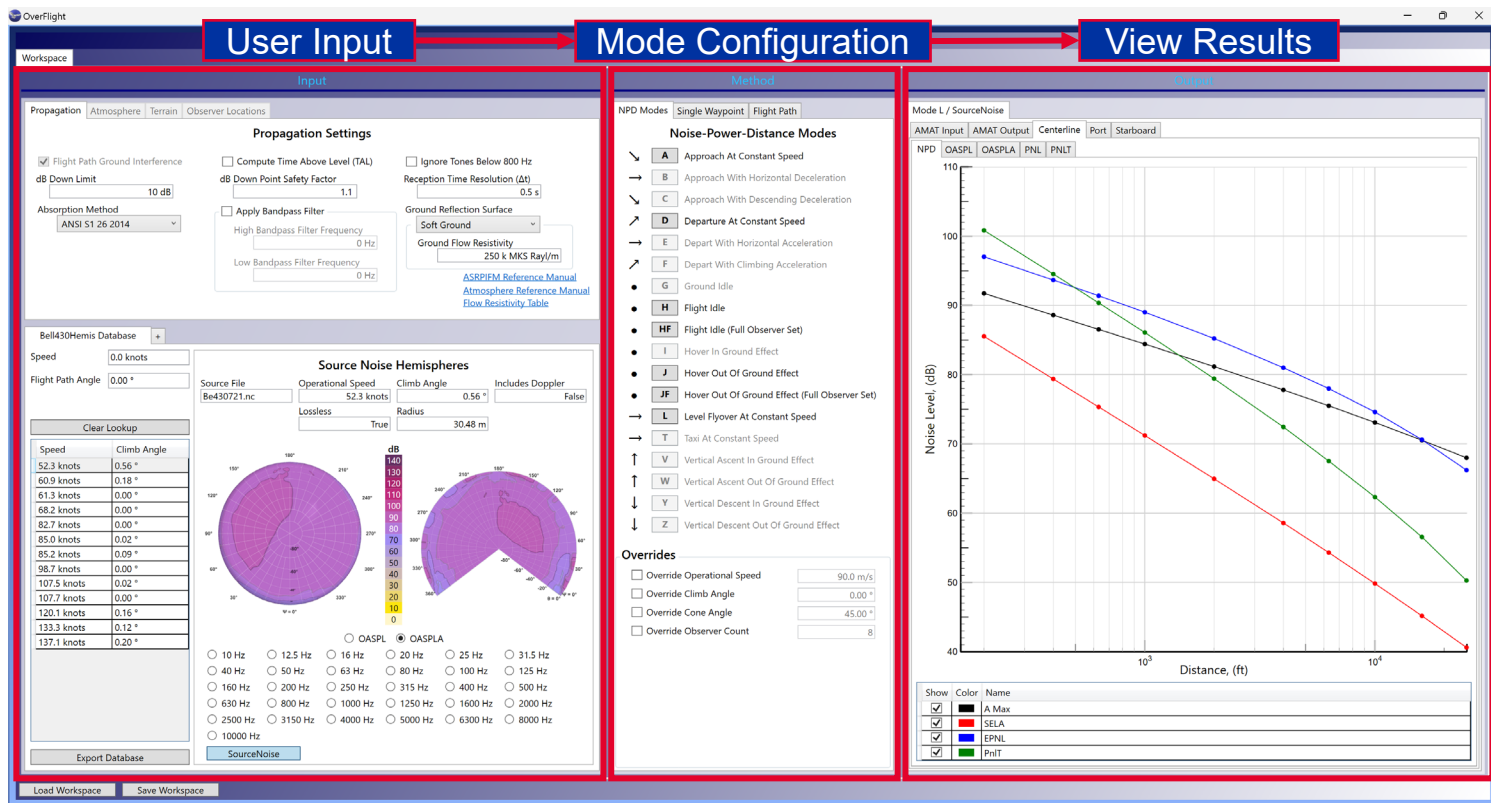 OverFlight
User Input
Mode Configuration
View Results
Workspace
Input
Method
Output
Propagation Atmosphere Terrain Observer Locations
Propagation Settings
Flight Path Ground Interference
Compute Time Above Level (TAL)
Ignore Tones Below 800 Hz
dB Down Limit
10 dB
dB Down Point Safety Factor
1.1
Reception Time Resolution (Δt)
0.5 s
Absorption Method
ANSI S1 26 2014
Apply Bandpass Filter
High Bandpass Filter Frequency
0 Hz
Low Bandpass Filter Frequency
0 Hz
Ground Reflection Surface
Soft Ground
Ground Flow Resistivity
250 k MKS Rayl/m
ASRPIFM Reference Manual
Atmosphere Reference Manual
Flow Resistivity Table
Bell430Hemis Database +
Speed 0.0 knots
Flight Path Angle 0.00 °
Clear Lookup
Speed Climb Angle
52.3 knots 0.56 °
60.9 knots 0.18 °
61.3 knots 0.00 °
68.2 knots 0.00 °
82.7 knots 0.00 °
85.0 knots 0.02 °
85.2 knots 0.09 °
98.7 knots 0.00 °
107.5 knots 0.02 °
107.7 knots 0.00 °
120.1 knots 0.16 °
133.3 knots 0.12 °
137.1 knots 0.20 °
Export Database
Source Noise Hemispheres
Source File Operational Speed Climb Angle Includes Doppler
Be430721.nc 52.3 knots 0.56 ° False
Lossless Radius
True 30.48 m
dB
140
130
120
110
100
90
80
70
60
50
40
30
20
10
0
OASPL OASPLA
10 Hz 12.5 Hz 16 Hz 20 Hz 25 Hz 31.5 Hz
40 Hz 50 Hz 63 Hz 80 Hz 100 Hz 125 Hz
160 Hz 200 Hz 250 Hz 315 Hz 400 Hz 500 Hz
630 Hz 800 Hz 1000 Hz 1250 Hz 1600 Hz 2000 Hz
2500 Hz 3150 Hz 4000 Hz 5000 Hz 6300 Hz 8000 Hz
10000 Hz
SourceNoise
NPD Modes Single Waypoint Flight Path
Noise-Power-Distance Modes
A Approach At Constant Speed
B Approach With Horizontal Deceleration
C Approach With Descending Deceleration
D Departure At Constant Speed
E Depart With Horizontal Acceleration
F Depart With Climbing Acceleration
G Ground Idle
H Flight Idle
HF Flight Idle (Full Observer Set)
I Hover In Ground Effect
J Hover Out Of Ground Effect
JF Hover Out Of Ground Effect (Full Observer Set)
L Level Flyover At Constant Speed
T Taxi At Constant Speed
V Vertical Ascent In Ground Effect
W Vertical Ascent Out Of Ground Effect
Y Vertical Descent In Ground Effect
Z Vertical Descent Out Of Ground Effect
Overrides
Override Operational Speed 90.0 m/s
Override Climb Angle 0.00 °
Override Cone Angle 45.00 °
Override Observer Count 8
Mode L / SourceNoise
AMAT Input AMAT Output Centerline Port Starboard
NPD OASPL OASPLA PNL PNLT
110
100
90
80
70
60
50
40
Noise Level, (dB)
10³ 10⁴
Distance, (ft)
Show Color Name
A Max
SELA
EPNL
PnlT
Load Workspace Save Workspace